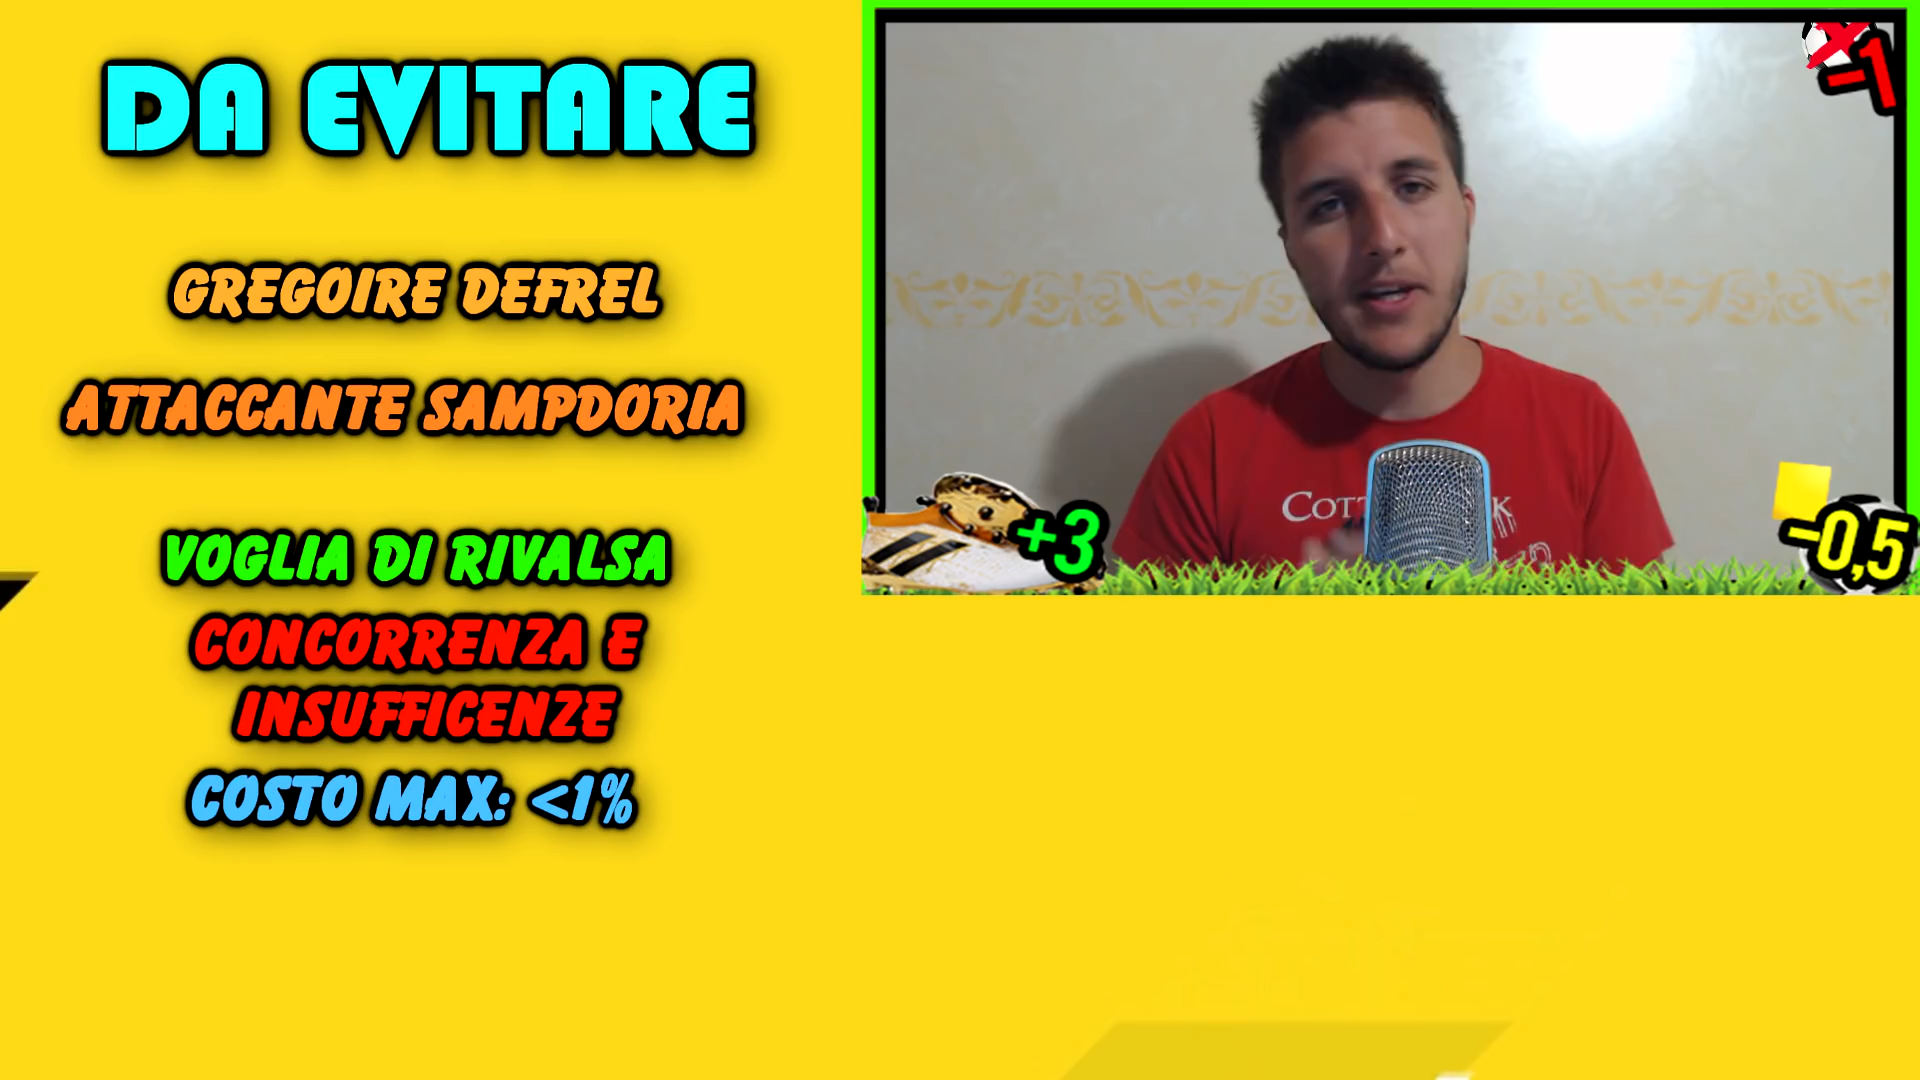 DA EVITARE
GREGOIRE DEFREL
ATTACCANTE SAMPDORIA
VOGLIA DI RIVALSA
CONCORRENZA E
INSUFFICENZE
COSTO MAX: <1%
-1
+3
-0,5